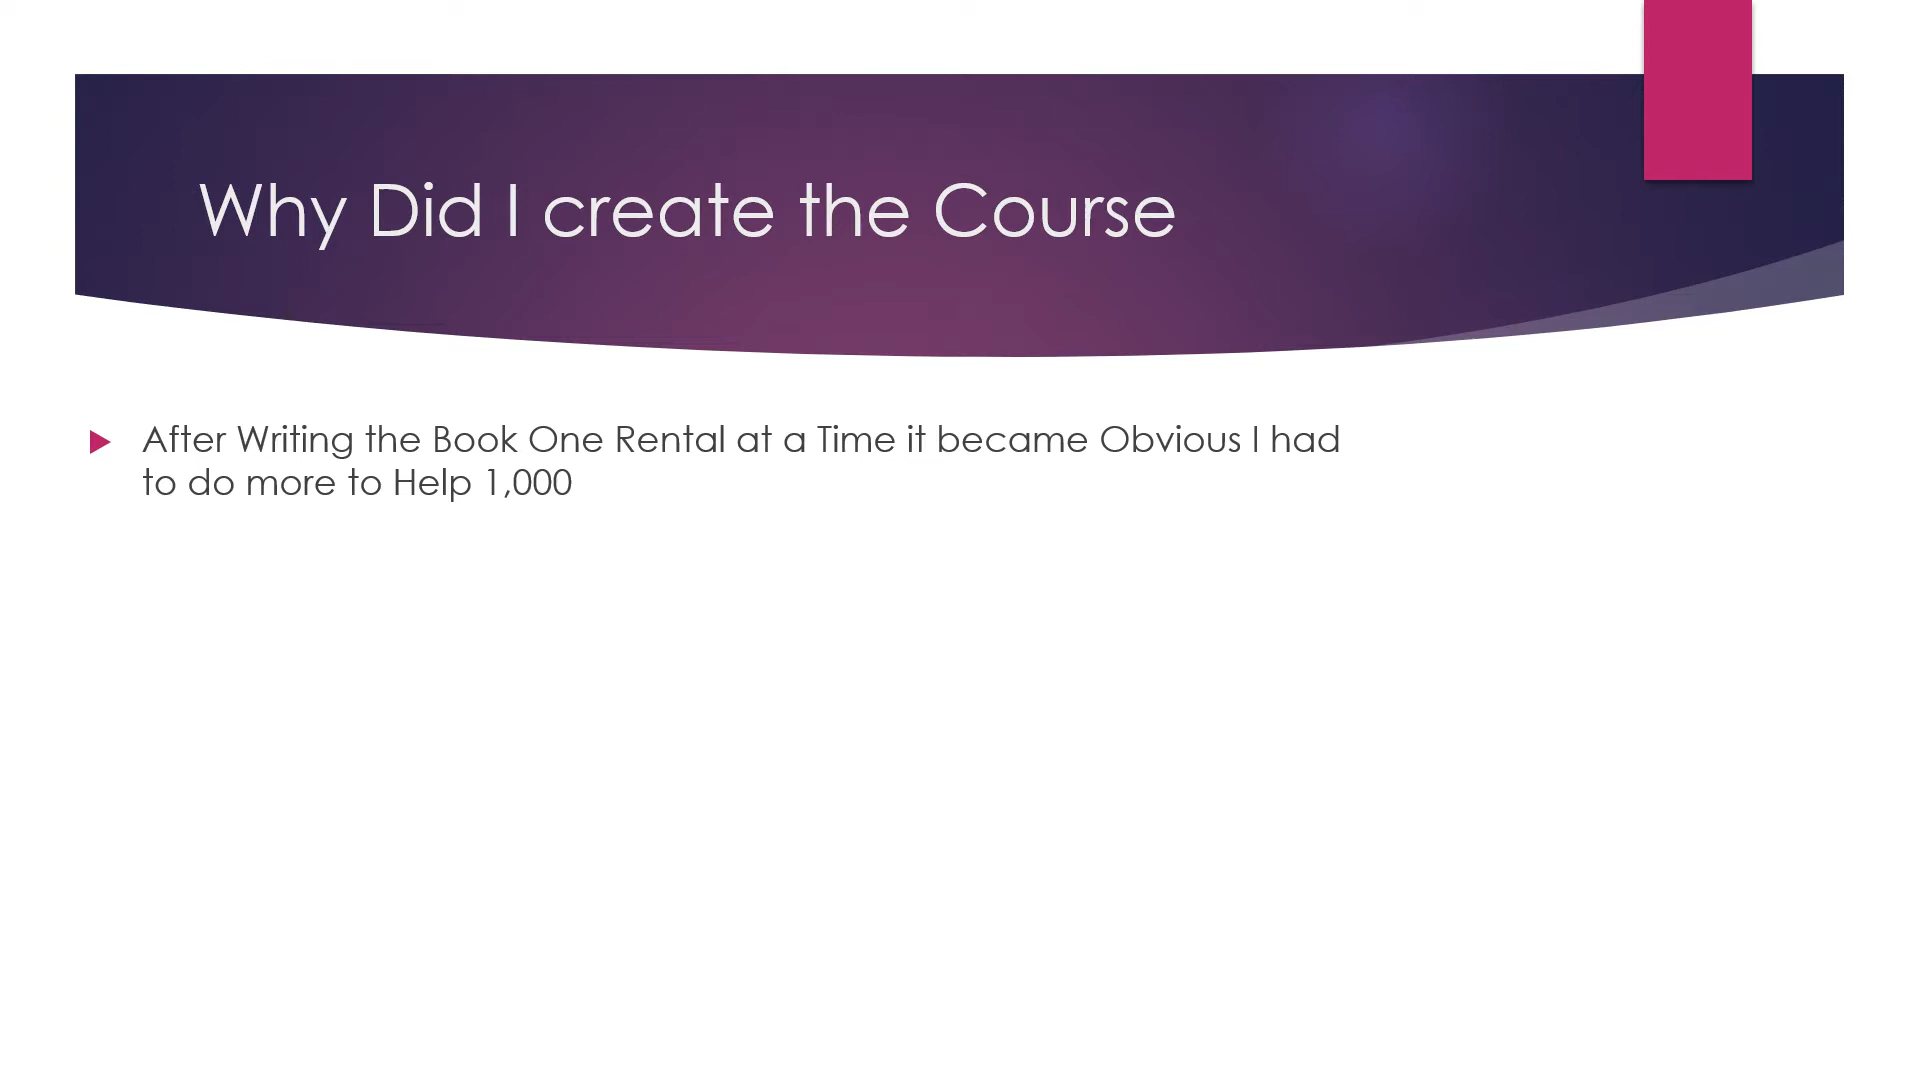 Why Did I create the Course
After Writing the Book One Rental at a Time it became Obvious I had
to do more to Help 1,000